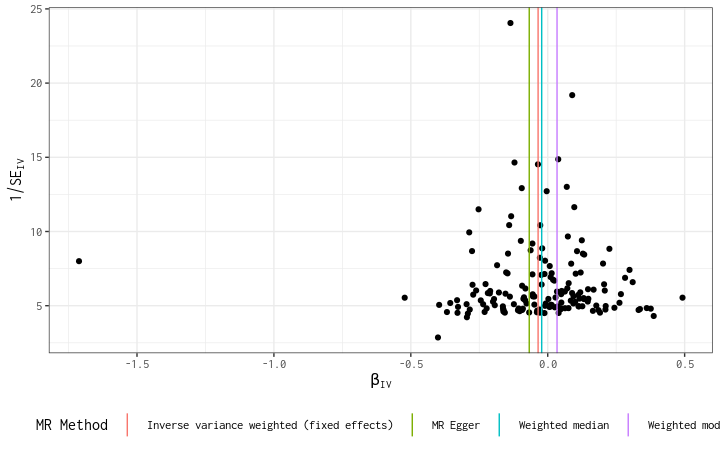 25
20
15
10
5
1/SE_IV
-1.5
-1.0
-0.5
0.0
0.5
β_IV
MR Method
Inverse variance weighted (fixed effects)
MR Egger
Weighted median
Weighted mod